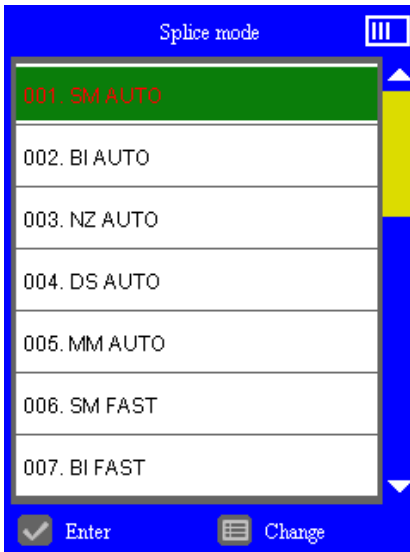 Splice mode
001. SM AUTO
002. BI AUTO
003. NZ AUTO
004. DS AUTO
005. MM AUTO
006. SM FAST
007. BI FAST
Enter Change